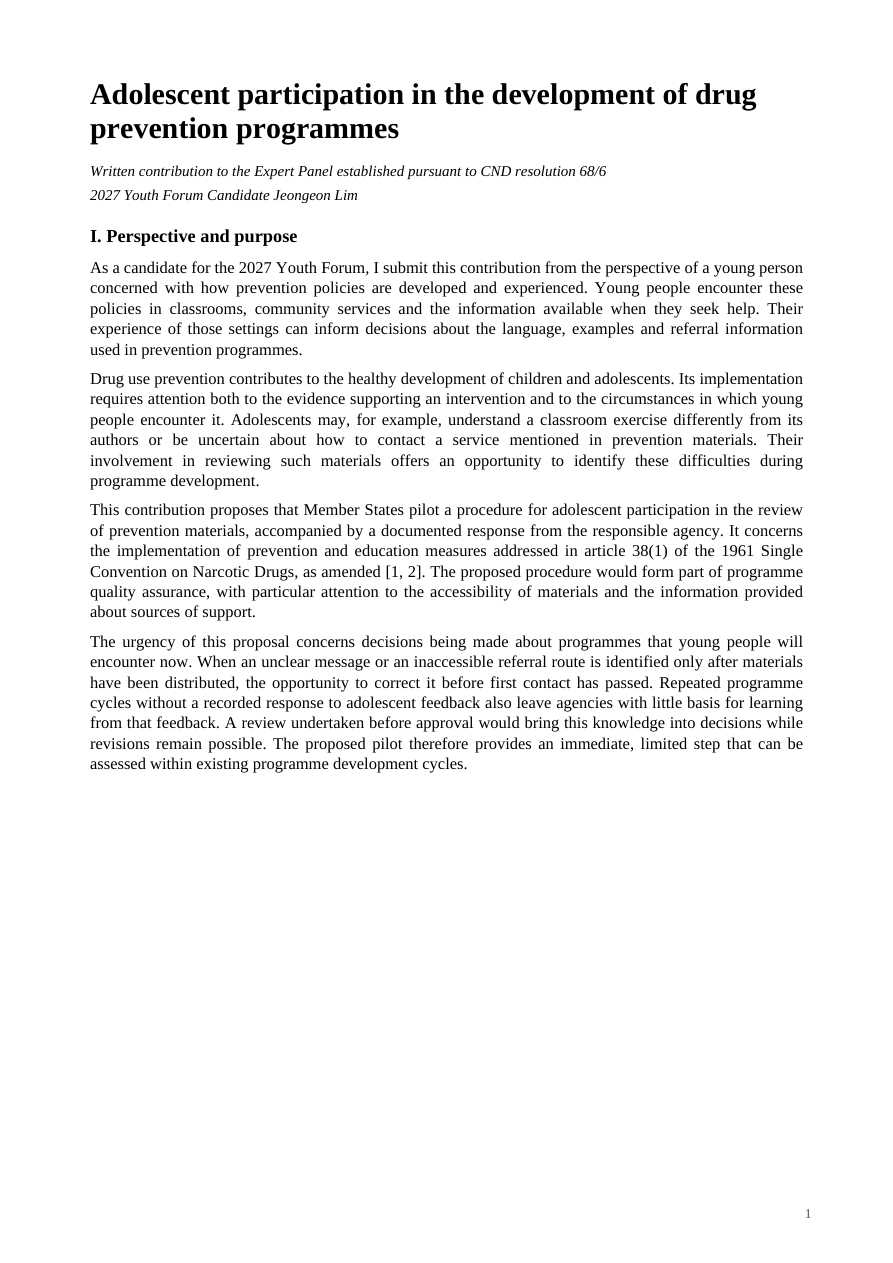 Adolescent participation in the development of drug
prevention programmes
Written contribution to the Expert Panel established pursuant to CND resolution 68/6
2027 Youth Forum Candidate Jeongeon Lim
I. Perspective and purpose
As a candidate for the 2027 Youth Forum, I submit this contribution from the perspective of a young person
concerned with how prevention policies are developed and experienced. Young people encounter these
policies in classrooms, community services and the information available when they seek help. Their
experience of those settings can inform decisions about the language, examples and referral information
used in prevention programmes.
Drug use prevention contributes to the healthy development of children and adolescents. Its implementation
requires attention both to the evidence supporting an intervention and to the circumstances in which young
people encounter it. Adolescents may, for example, understand a classroom exercise differently from its
authors or be uncertain about how to contact a service mentioned in prevention materials. Their
involvement in reviewing such materials offers an opportunity to identify these difficulties during
programme development.
This contribution proposes that Member States pilot a procedure for adolescent participation in the review
of prevention materials, accompanied by a documented response from the responsible agency. It concerns
the implementation of prevention and education measures addressed in article 38(1) of the 1961 Single
Convention on Narcotic Drugs, as amended [1, 2]. The proposed procedure would form part of programme
quality assurance, with particular attention to the accessibility of materials and the information provided
about sources of support.
The urgency of this proposal concerns decisions being made about programmes that young people will
encounter now. When an unclear message or an inaccessible referral route is identified only after materials
have been distributed, the opportunity to correct it before first contact has passed. Repeated programme
cycles without a recorded response to adolescent feedback also leave agencies with little basis for learning
from that feedback. A review undertaken before approval would bring this knowledge into decisions while
revisions remain possible. The proposed pilot therefore provides an immediate, limited step that can be
assessed within existing programme development cycles.
1